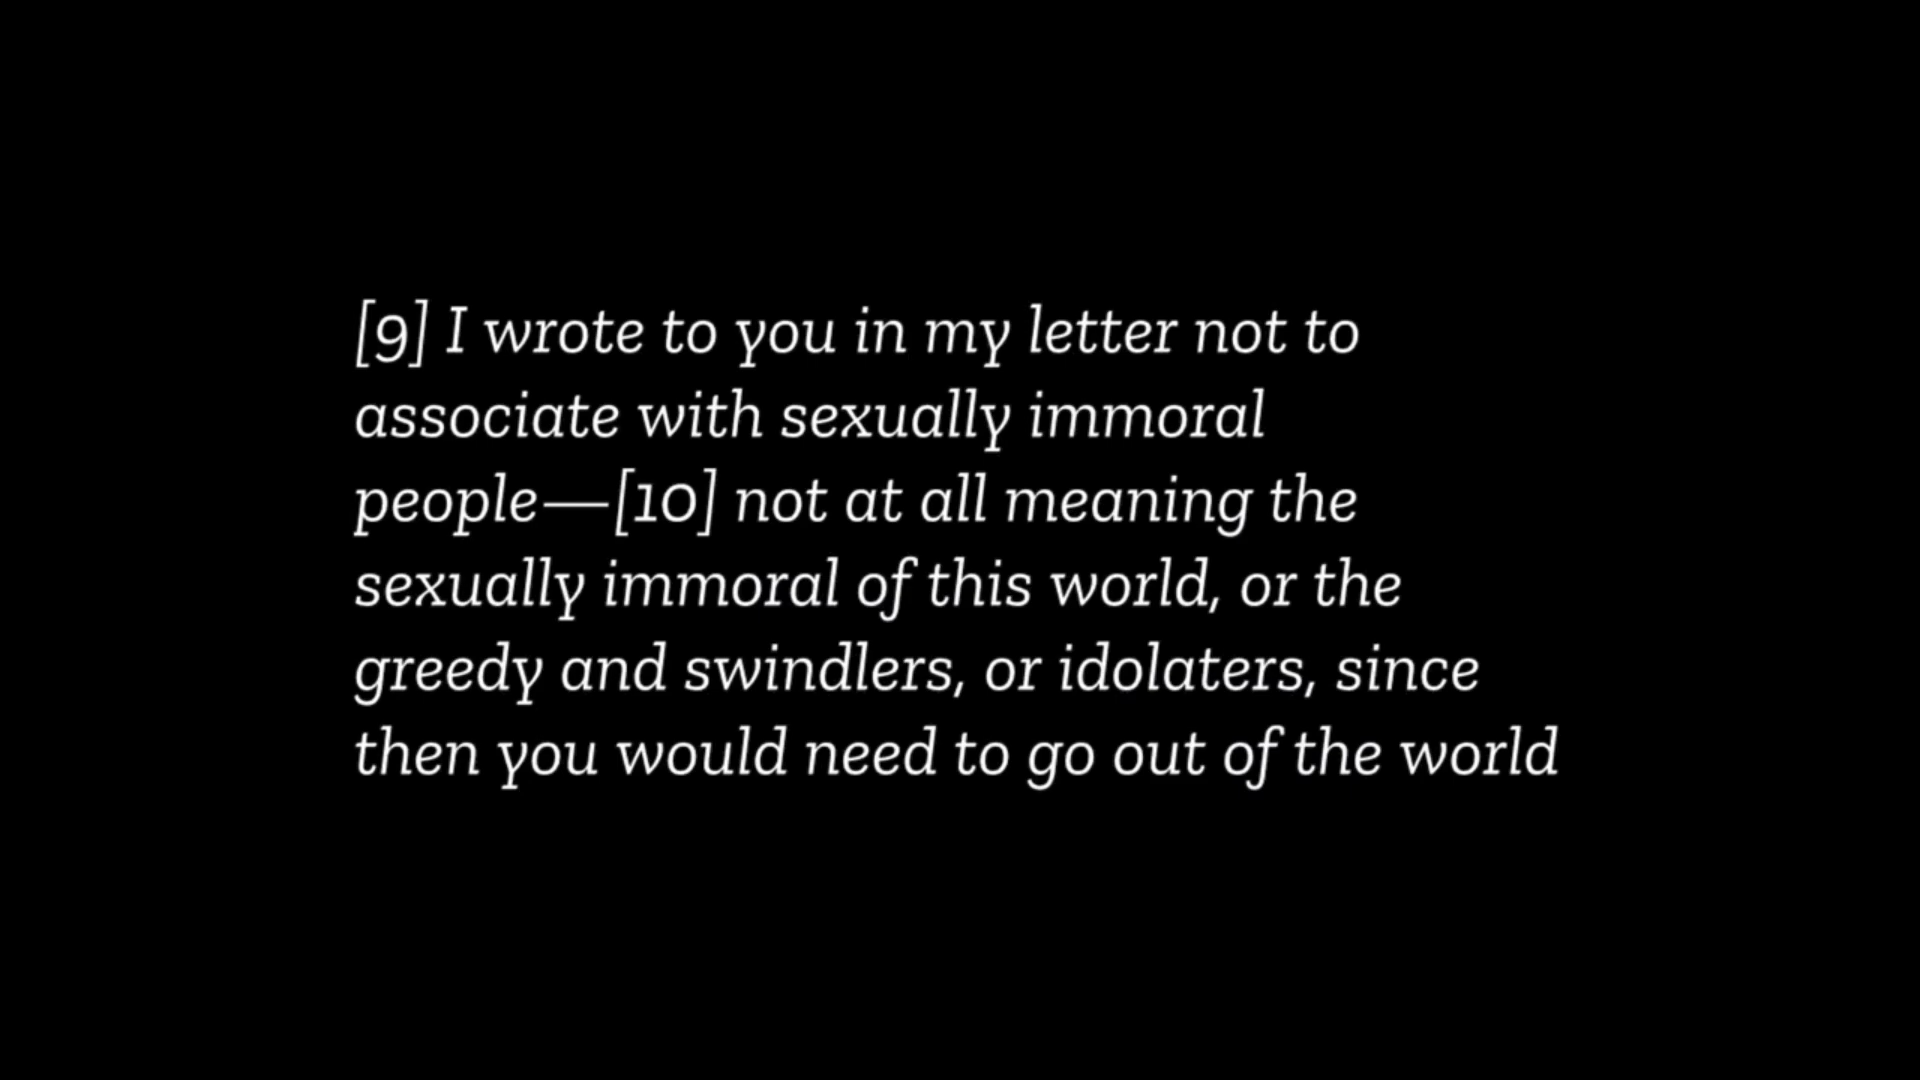 [9] I wrote to you in my letter not to
associate with sexually immoral
people—[10] not at all meaning the
sexually immoral of this world, or the
greedy and swindlers, or idolaters, since
then you would need to go out of the world